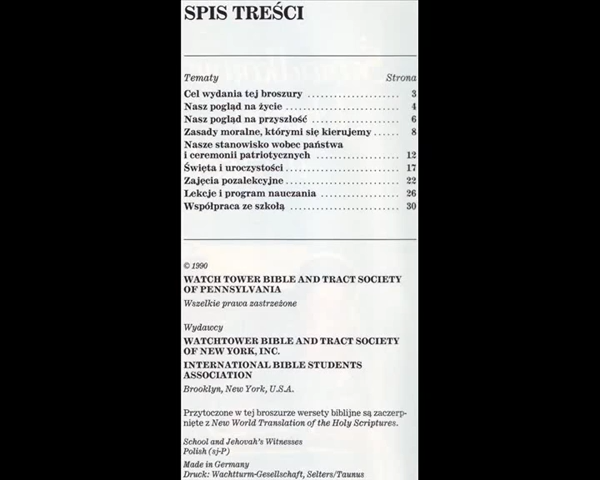 SPIS TREŚCI
Tematy Strona
Cel wydania tej broszury .................... 3
Nasz pogląd na życie ........................ 4
Nasz pogląd na przyszłość .................. 6
Zasady moralne, którymi się kierujemy ...... 8
Nasze stanowisko wobec państwa
i ceremonii patriotycznych .................. 12
Święta i uroczystości ........................ 17
Zajęcia pozalekcyjne ........................ 22
Lekcje i program nauczania .................. 26
Współpraca ze szkołą ........................ 30
© 1990
WATCH TOWER BIBLE AND TRACT SOCIETY
OF PENNSYLVANIA
Wszelkie prawa zastrzeżone
Wydawcy
WATCHTOWER BIBLE AND TRACT SOCIETY
OF NEW YORK, INC.
INTERNATIONAL BIBLE STUDENTS
ASSOCIATION
Brooklyn, New York, U.S.A.
Przytoczone w tej broszurze wersety biblijne są zaczerp-
nięte z New World Translation of the Holy Scriptures.
School and Jehovah's Witnesses
Polish (sj-P)
Made in Germany
Druk: Wachtturm-Gesellschaft, Selters/Taunus